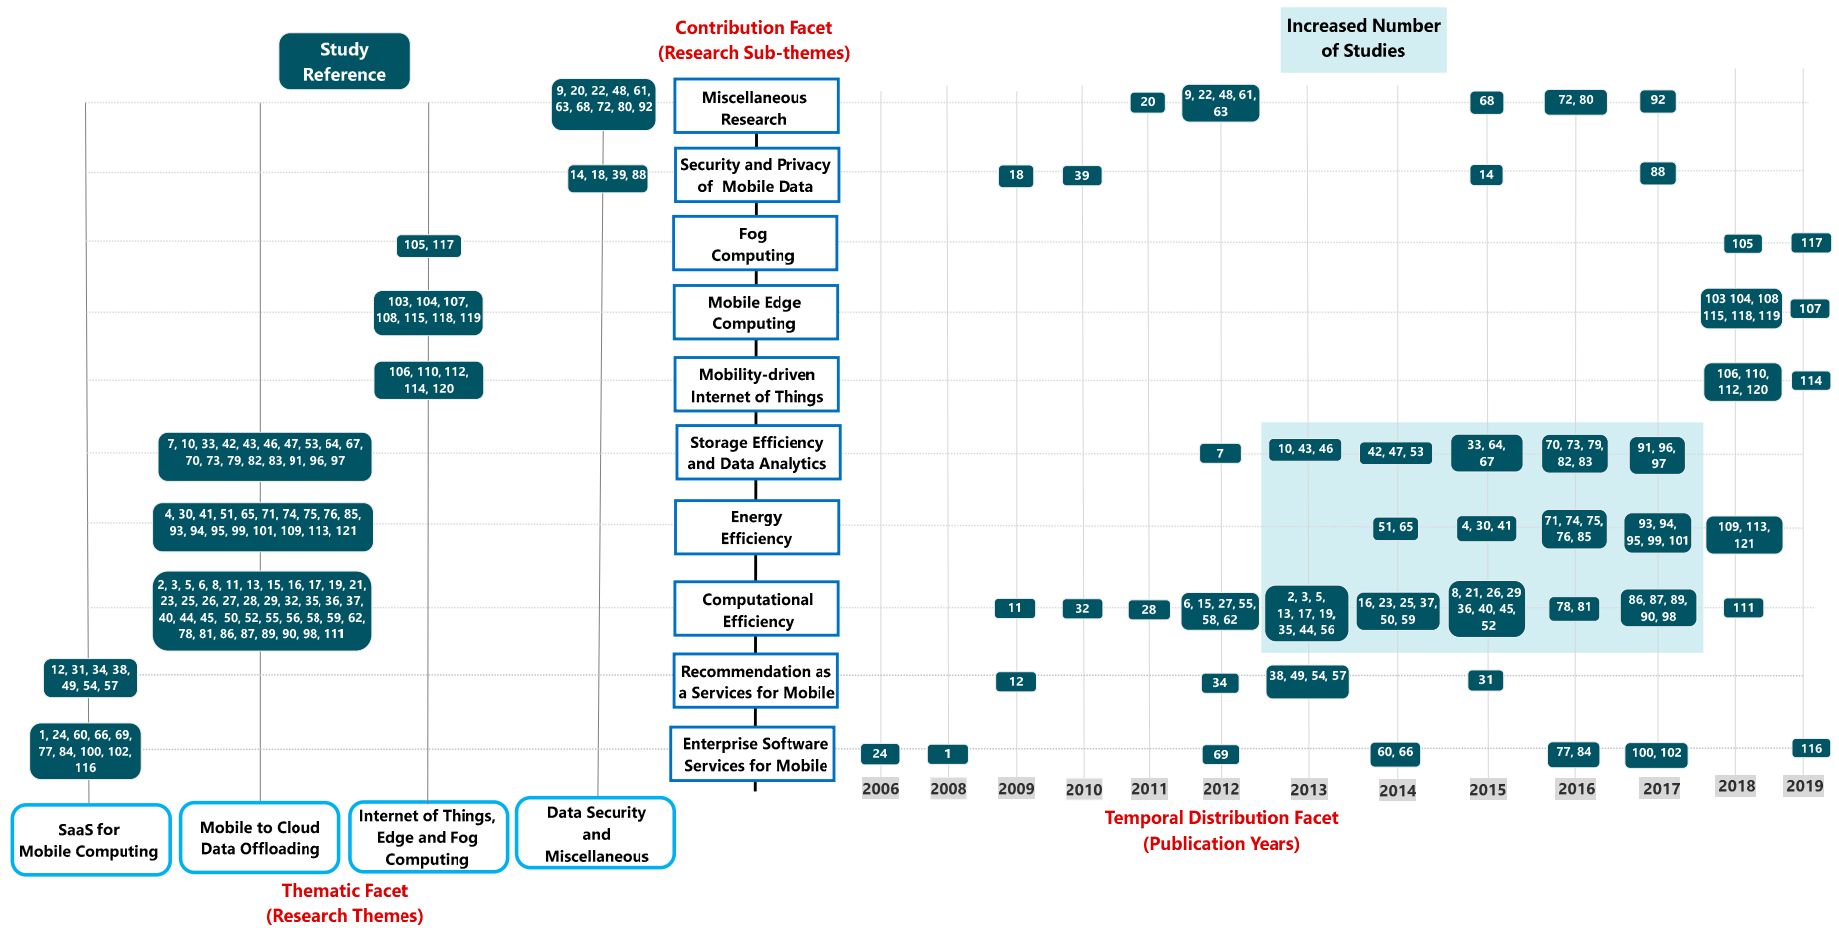 Contribution Facet
(Research Sub-themes)
Increased Number
of Studies
Study
Reference
9, 20, 22, 48, 61,
63, 68, 72, 80, 92
Miscellaneous
Research
20
9, 22, 48, 61,
63
68
72, 80
92
14, 18, 39, 88
Security and Privacy
of Mobile Data
18
39
14
88
105, 117
Fog
Computing
105
117
103, 104, 107,
108, 115, 118, 119
Mobile Edge
Computing
103 104, 108
115, 118, 119
107
106, 110, 112,
114, 120
Mobility-driven
Internet of Things
106, 110,
112, 120
114
7, 10, 33, 42, 43, 46, 47, 53, 64, 67,
70, 73, 79, 82, 83, 91, 96, 97
Storage Efficiency
and Data Analytics
7
10, 43, 46
42, 47, 53
33, 64,
67
70, 73, 79,
82, 83
91, 96,
97
4, 30, 41, 51, 65, 71, 74, 75, 76, 85,
93, 94, 95, 99, 101, 109, 113, 121
Energy
Efficiency
51, 65
4, 30, 41
71, 74, 75,
76, 85
93, 94,
95, 99, 101
109, 113,
121
2, 3, 5, 6, 8, 11, 13, 15, 16, 17, 19, 21,
23, 25, 26, 27, 28, 29, 32, 35, 36, 37,
40, 44, 45, 50, 52, 55, 56, 58, 59, 62,
78, 81, 86, 87, 89, 90, 98, 111
Computational
Efficiency
11
32
28
6, 15, 27, 55,
58, 62
2, 3, 5,
13, 17, 19,
35, 44, 56
16, 23, 25, 37,
50, 59
8, 21, 26, 29
36, 40, 45,
52
78, 81
86, 87, 89,
90, 98
111
12, 31, 34, 38,
49, 54, 57
Recommendation as
a Services for Mobile
12
34
38, 49, 54, 57
31
1, 24, 60, 66, 69,
77, 84, 100, 102,
116
Enterprise Software
Services for Mobile
24
1
69
60, 66
77, 84
100, 102
116
2006
2008
2009
2010
2011
2012
2013
2014
2015
2016
2017
2018
2019
Temporal Distribution Facet
(Publication Years)
SaaS for
Mobile Computing
Mobile to Cloud
Data Offloading
Internet of Things,
Edge and Fog
Computing
Data Security
and
Miscellaneous
Thematic Facet
(Research Themes)